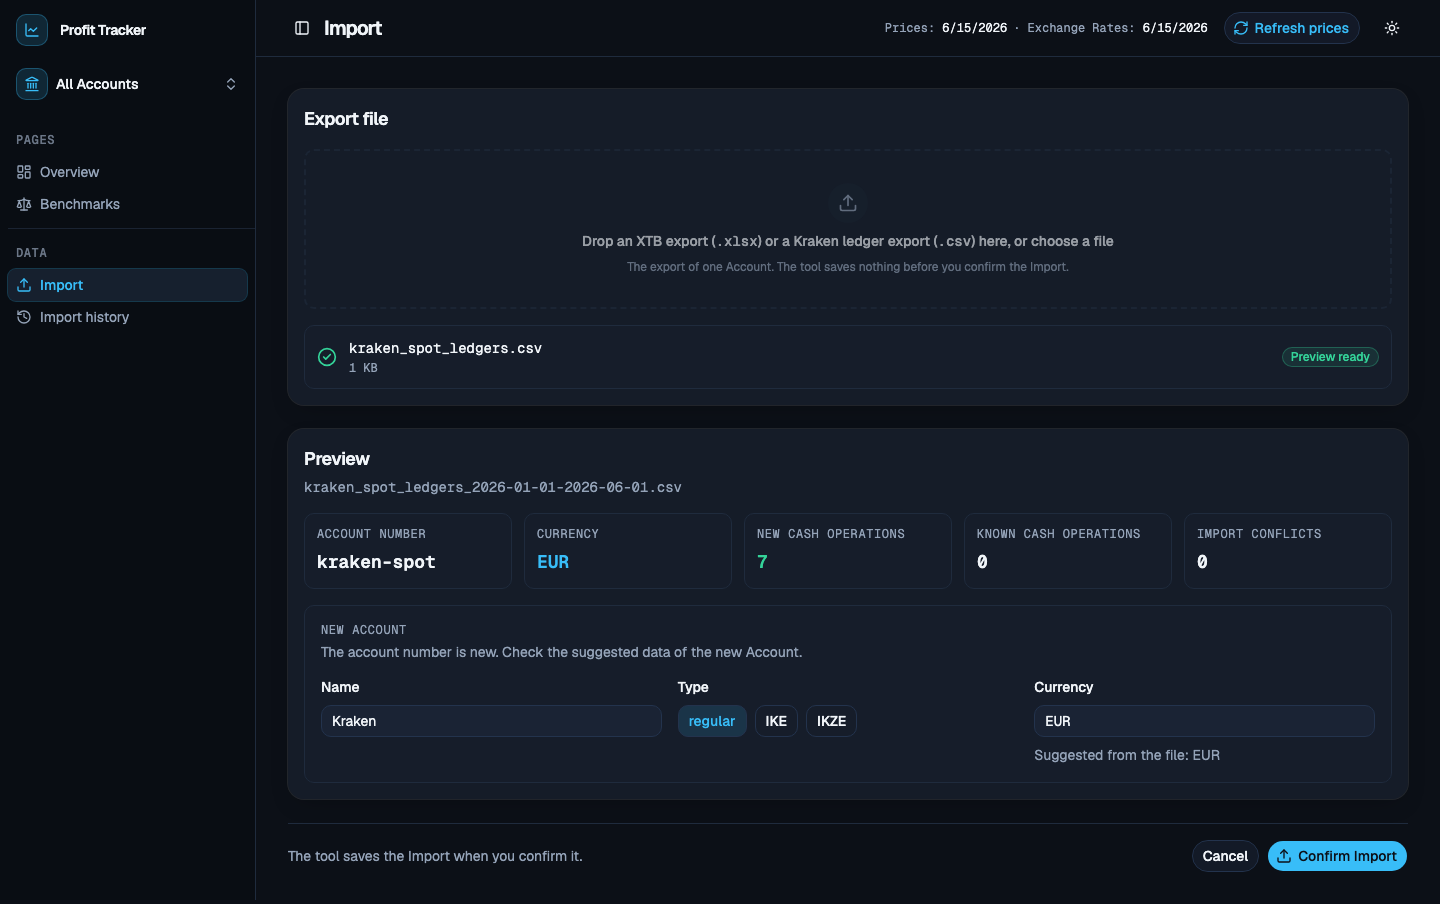 Profit Tracker
All Accounts
PAGES
Overview
Benchmarks
DATA
Import
Import history
Import
Prices: 6/15/2026 · Exchange Rates: 6/15/2026
Refresh prices
Export file
Drop an XTB export (.xlsx) or a Kraken ledger export (.csv) here, or choose a file
The export of one Account. The tool saves nothing before you confirm the Import.
kraken_spot_ledgers.csv
1 KB
Preview ready
Preview
kraken_spot_ledgers_2026-01-01-2026-06-01.csv
ACCOUNT NUMBER
kraken-spot
CURRENCY
EUR
NEW CASH OPERATIONS
7
KNOWN CASH OPERATIONS
0
IMPORT CONFLICTS
0
NEW ACCOUNT
The account number is new. Check the suggested data of the new Account.
Name
Kraken
Type
regular
IKE
IKZE
Currency
EUR
Suggested from the file: EUR
The tool saves the Import when you confirm it.
Cancel
Confirm Import